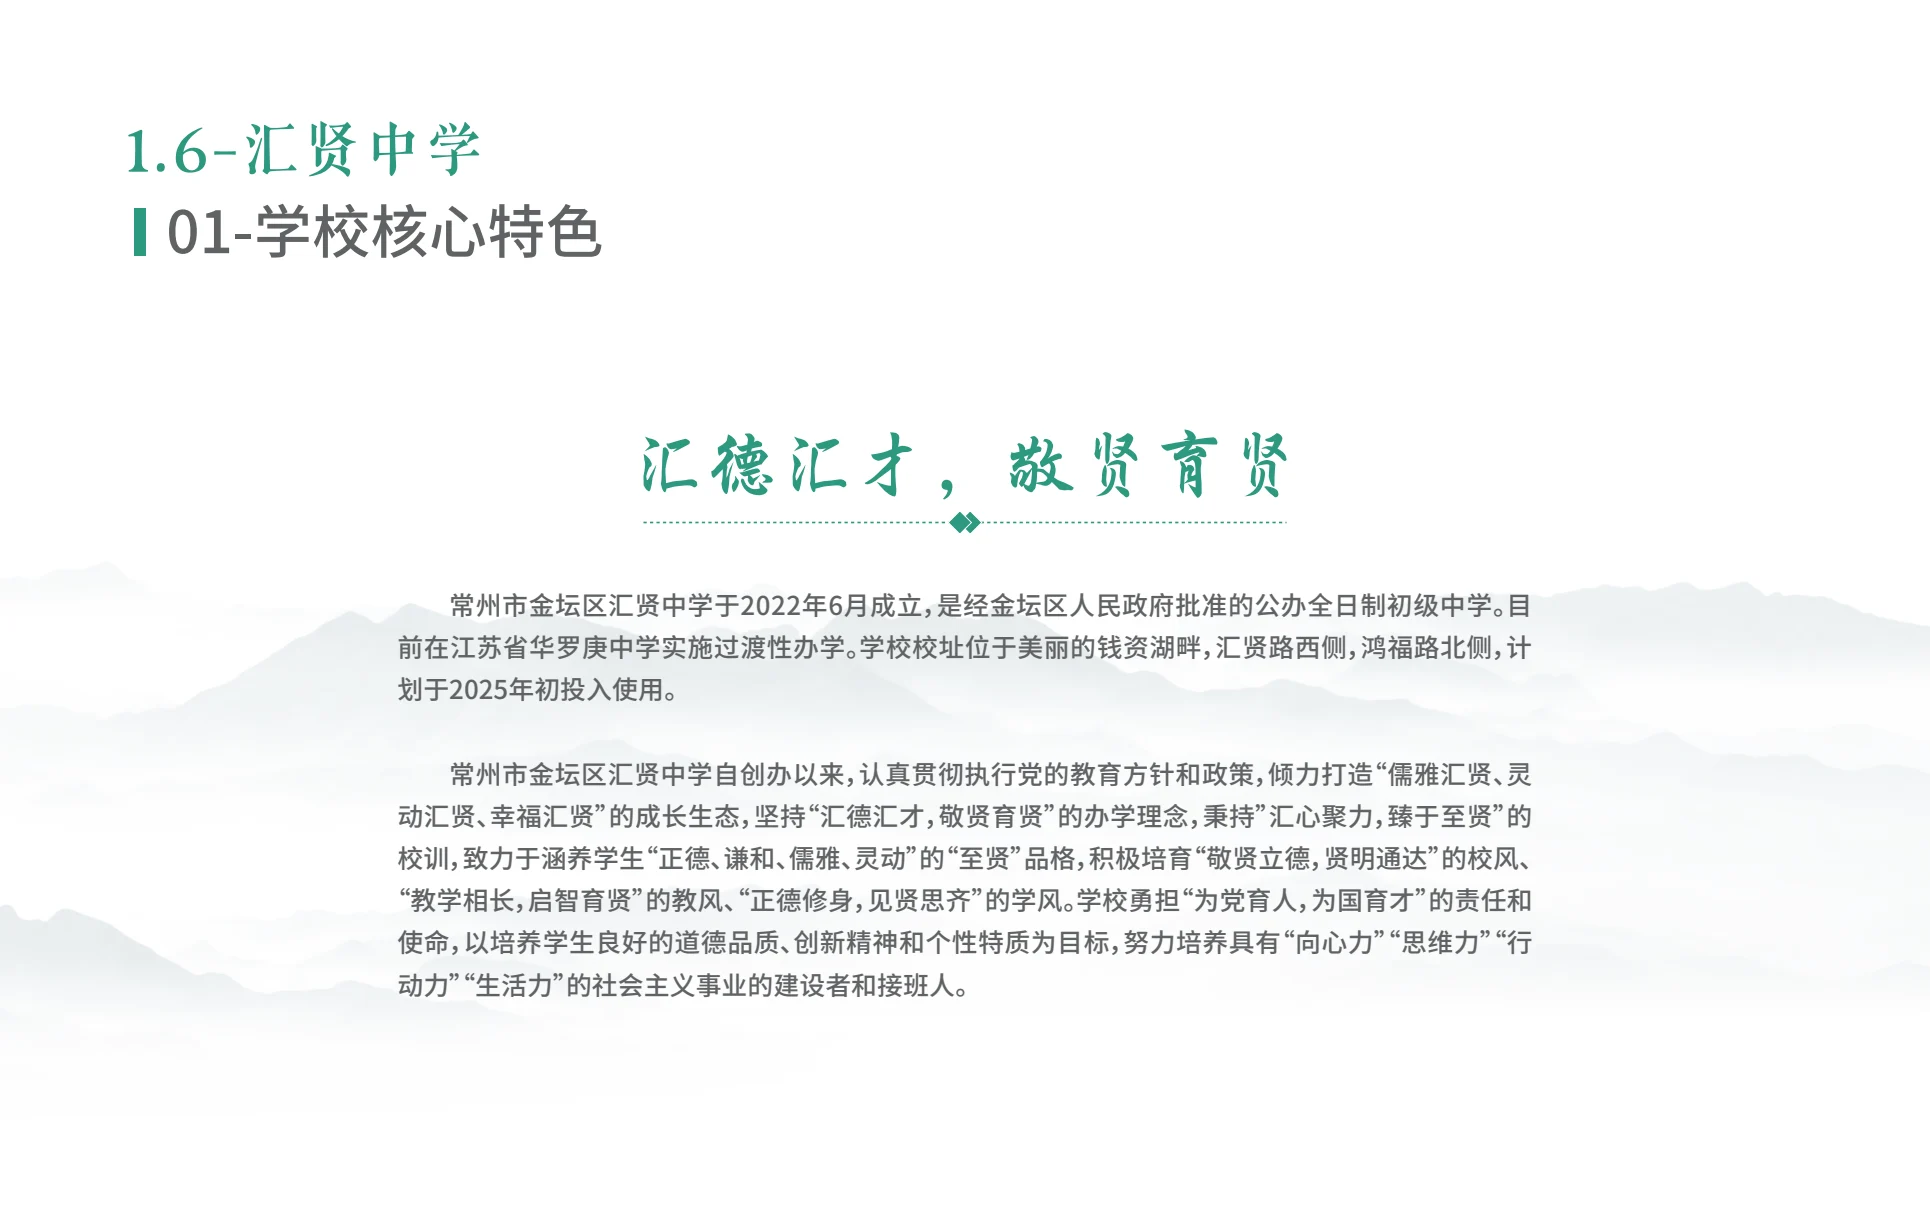 1.6-汇贤中学
01-学校核心特色
汇德汇才，敬贤育贤
常州市金坛区汇贤中学于2022年6月成立，是经金坛区人民政府批准的公办全日制初级中学。目
前在江苏省华罗庚中学实施过渡性办学。学校校址位于美丽的钱资湖畔，汇贤路西侧，鸿福路北侧，计
划于2025年初投入使用。
常州市金坛区汇贤中学自创办以来，认真贯彻执行党的教育方针和政策，倾力打造“儒雅汇贤、灵
动汇贤、幸福汇贤”的成长生态，坚持“汇德汇才，敬贤育贤”的办学理念，秉持”汇心聚力，臻于至贤”的
校训，致力于涵养学生“正德、谦和、儒雅、灵动”的“至贤”品格，积极培育“敬贤立德，贤明通达”的校风、
“教学相长，启智育贤”的教风、“正德修身，见贤思齐”的学风。学校勇担“为党育人，为国育才”的责任和
使命，以培养学生良好的道德品质、创新精神和个性特质为目标，努力培养具有“向心力”“思维力”“行
动力”“生活力”的社会主义事业的建设者和接班人。